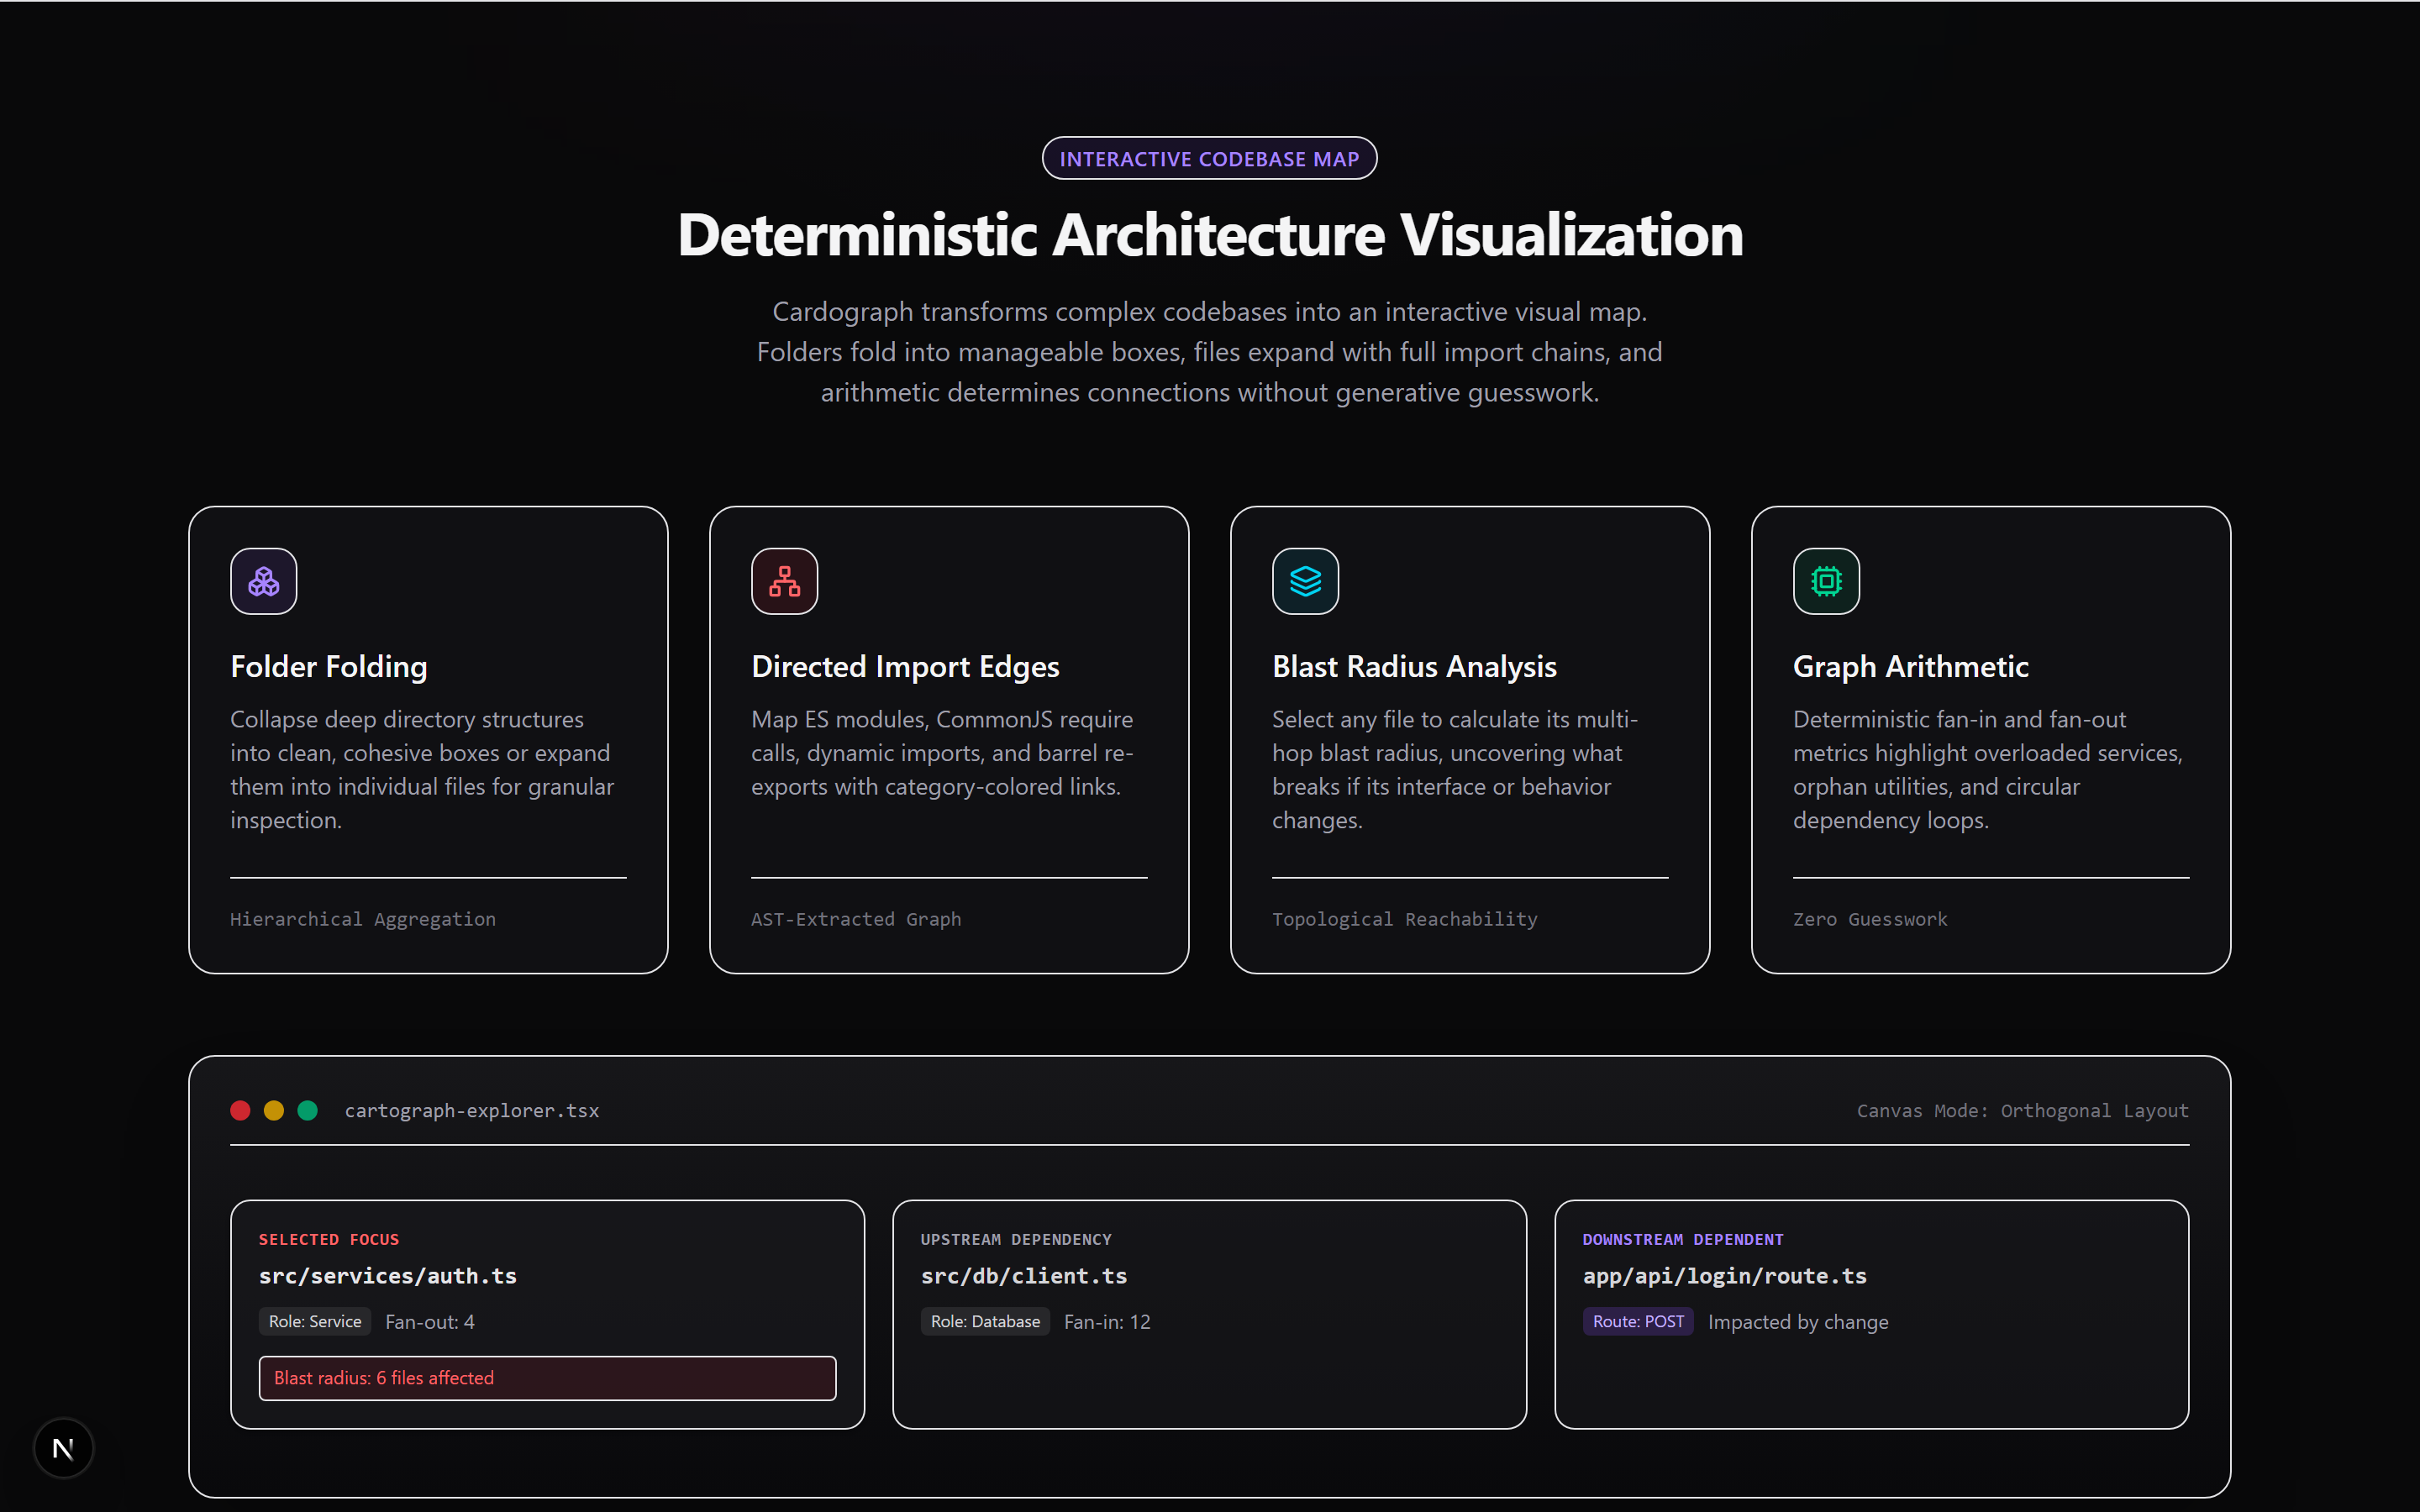 INTERACTIVE CODEBASE MAP
Deterministic Architecture Visualization
Cardograph transforms complex codebases into an interactive visual map.
Folders fold into manageable boxes, files expand with full import chains, and
arithmetic determines connections without generative guesswork.
Folder Folding
Collapse deep directory structures
into clean, cohesive boxes or expand
them into individual files for granular
inspection.
Hierarchical Aggregation
Directed Import Edges
Map ES modules, CommonJS require
calls, dynamic imports, and barrel re-
exports with category-colored links.
AST-Extracted Graph
Blast Radius Analysis
Select any file to calculate its multi-
hop blast radius, uncovering what
breaks if its interface or behavior
changes.
Topological Reachability
Graph Arithmetic
Deterministic fan-in and fan-out
metrics highlight overloaded services,
orphan utilities, and circular
dependency loops.
Zero Guesswork
cartograph-explorer.tsx
Canvas Mode: Orthogonal Layout
SELECTED FOCUS
src/services/auth.ts
Role: Service Fan-out: 4
Blast radius: 6 files affected
UPSTREAM DEPENDENCY
src/db/client.ts
Role: Database Fan-in: 12
DOWNSTREAM DEPENDENT
app/api/login/route.ts
Route: POST Impacted by change
N